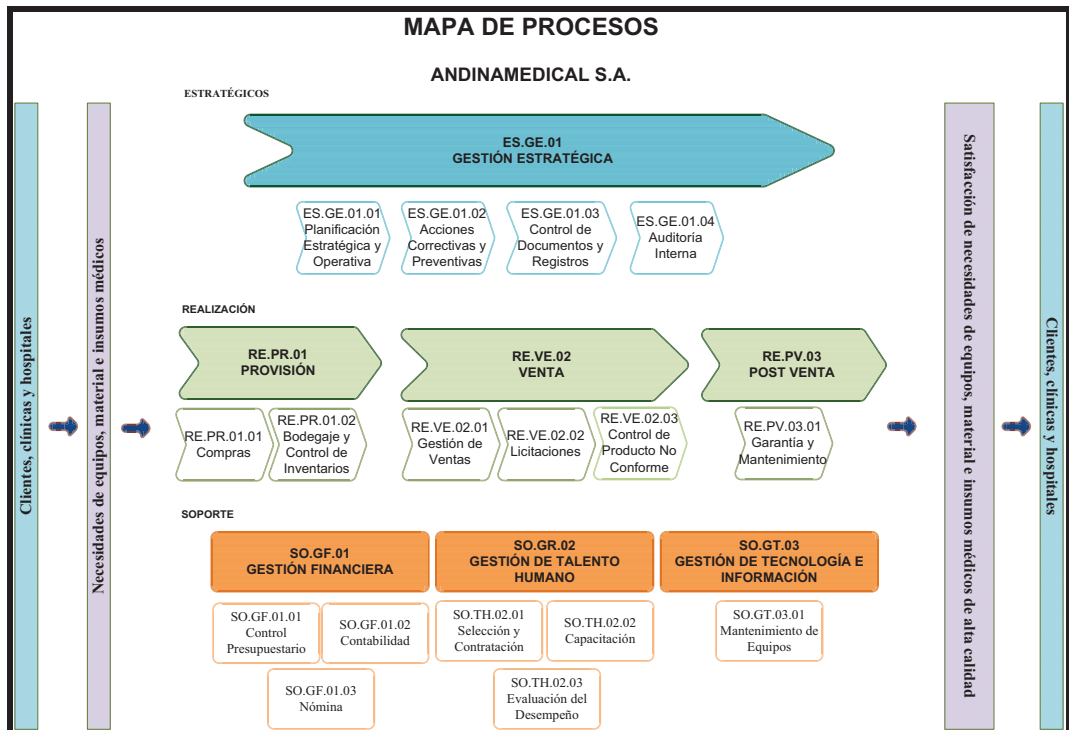 MAPA DE PROCESOS
ANDINAMEDICAL S.A.
ESTRATÉGICOS
Clientes, clínicas y hospitales
Necesidades de equipos, material e insumos médicos
ES.GE.01
GESTIÓN ESTRATÉGICA
ES.GE.01.01
Planificación
Estratégica y
Operativa
ES.GE.01.02
Acciones
Correctivas y
Preventivas
ES.GE.01.03
Control de
Documentos y
Registros
ES.GE.01.04
Auditoría
Interna
REALIZACIÓN
RE.PR.01
PROVISIÓN
RE.VE.02
VENTA
RE.PV.03
POST VENTA
RE.PR.01.01
Compras
RE.PR.01.02
Bodegaje y
Control de
Inventarios
RE.VE.02.01
Gestión de
Ventas
RE.VE.02.02
Licitaciones
RE.VE.02.03
Control de
Producto No
Conforme
RE.PV.03.01
Garantía y
Mantenimiento
SOPORTE
SO.GF.01
GESTIÓN FINANCIERA
SO.GR.02
GESTIÓN DE TALENTO
HUMANO
SO.GT.03
GESTIÓN DE TECNOLOGÍA E
INFORMACIÓN
SO.GF.01.01
Control
Presupuestario
SO.GF.01.02
Contabilidad
SO.GF.01.03
Nómina
SO.TH.02.01
Selección y
Contratación
SO.TH.02.02
Capacitación
SO.TH.02.03
Evaluación del
Desempeño
SO.GT.03.01
Mantenimiento de
Equipos
Satisfacción de necesidades de equipos, material e insumos médicos de alta calidad
Clientes, clínicas y hospitales